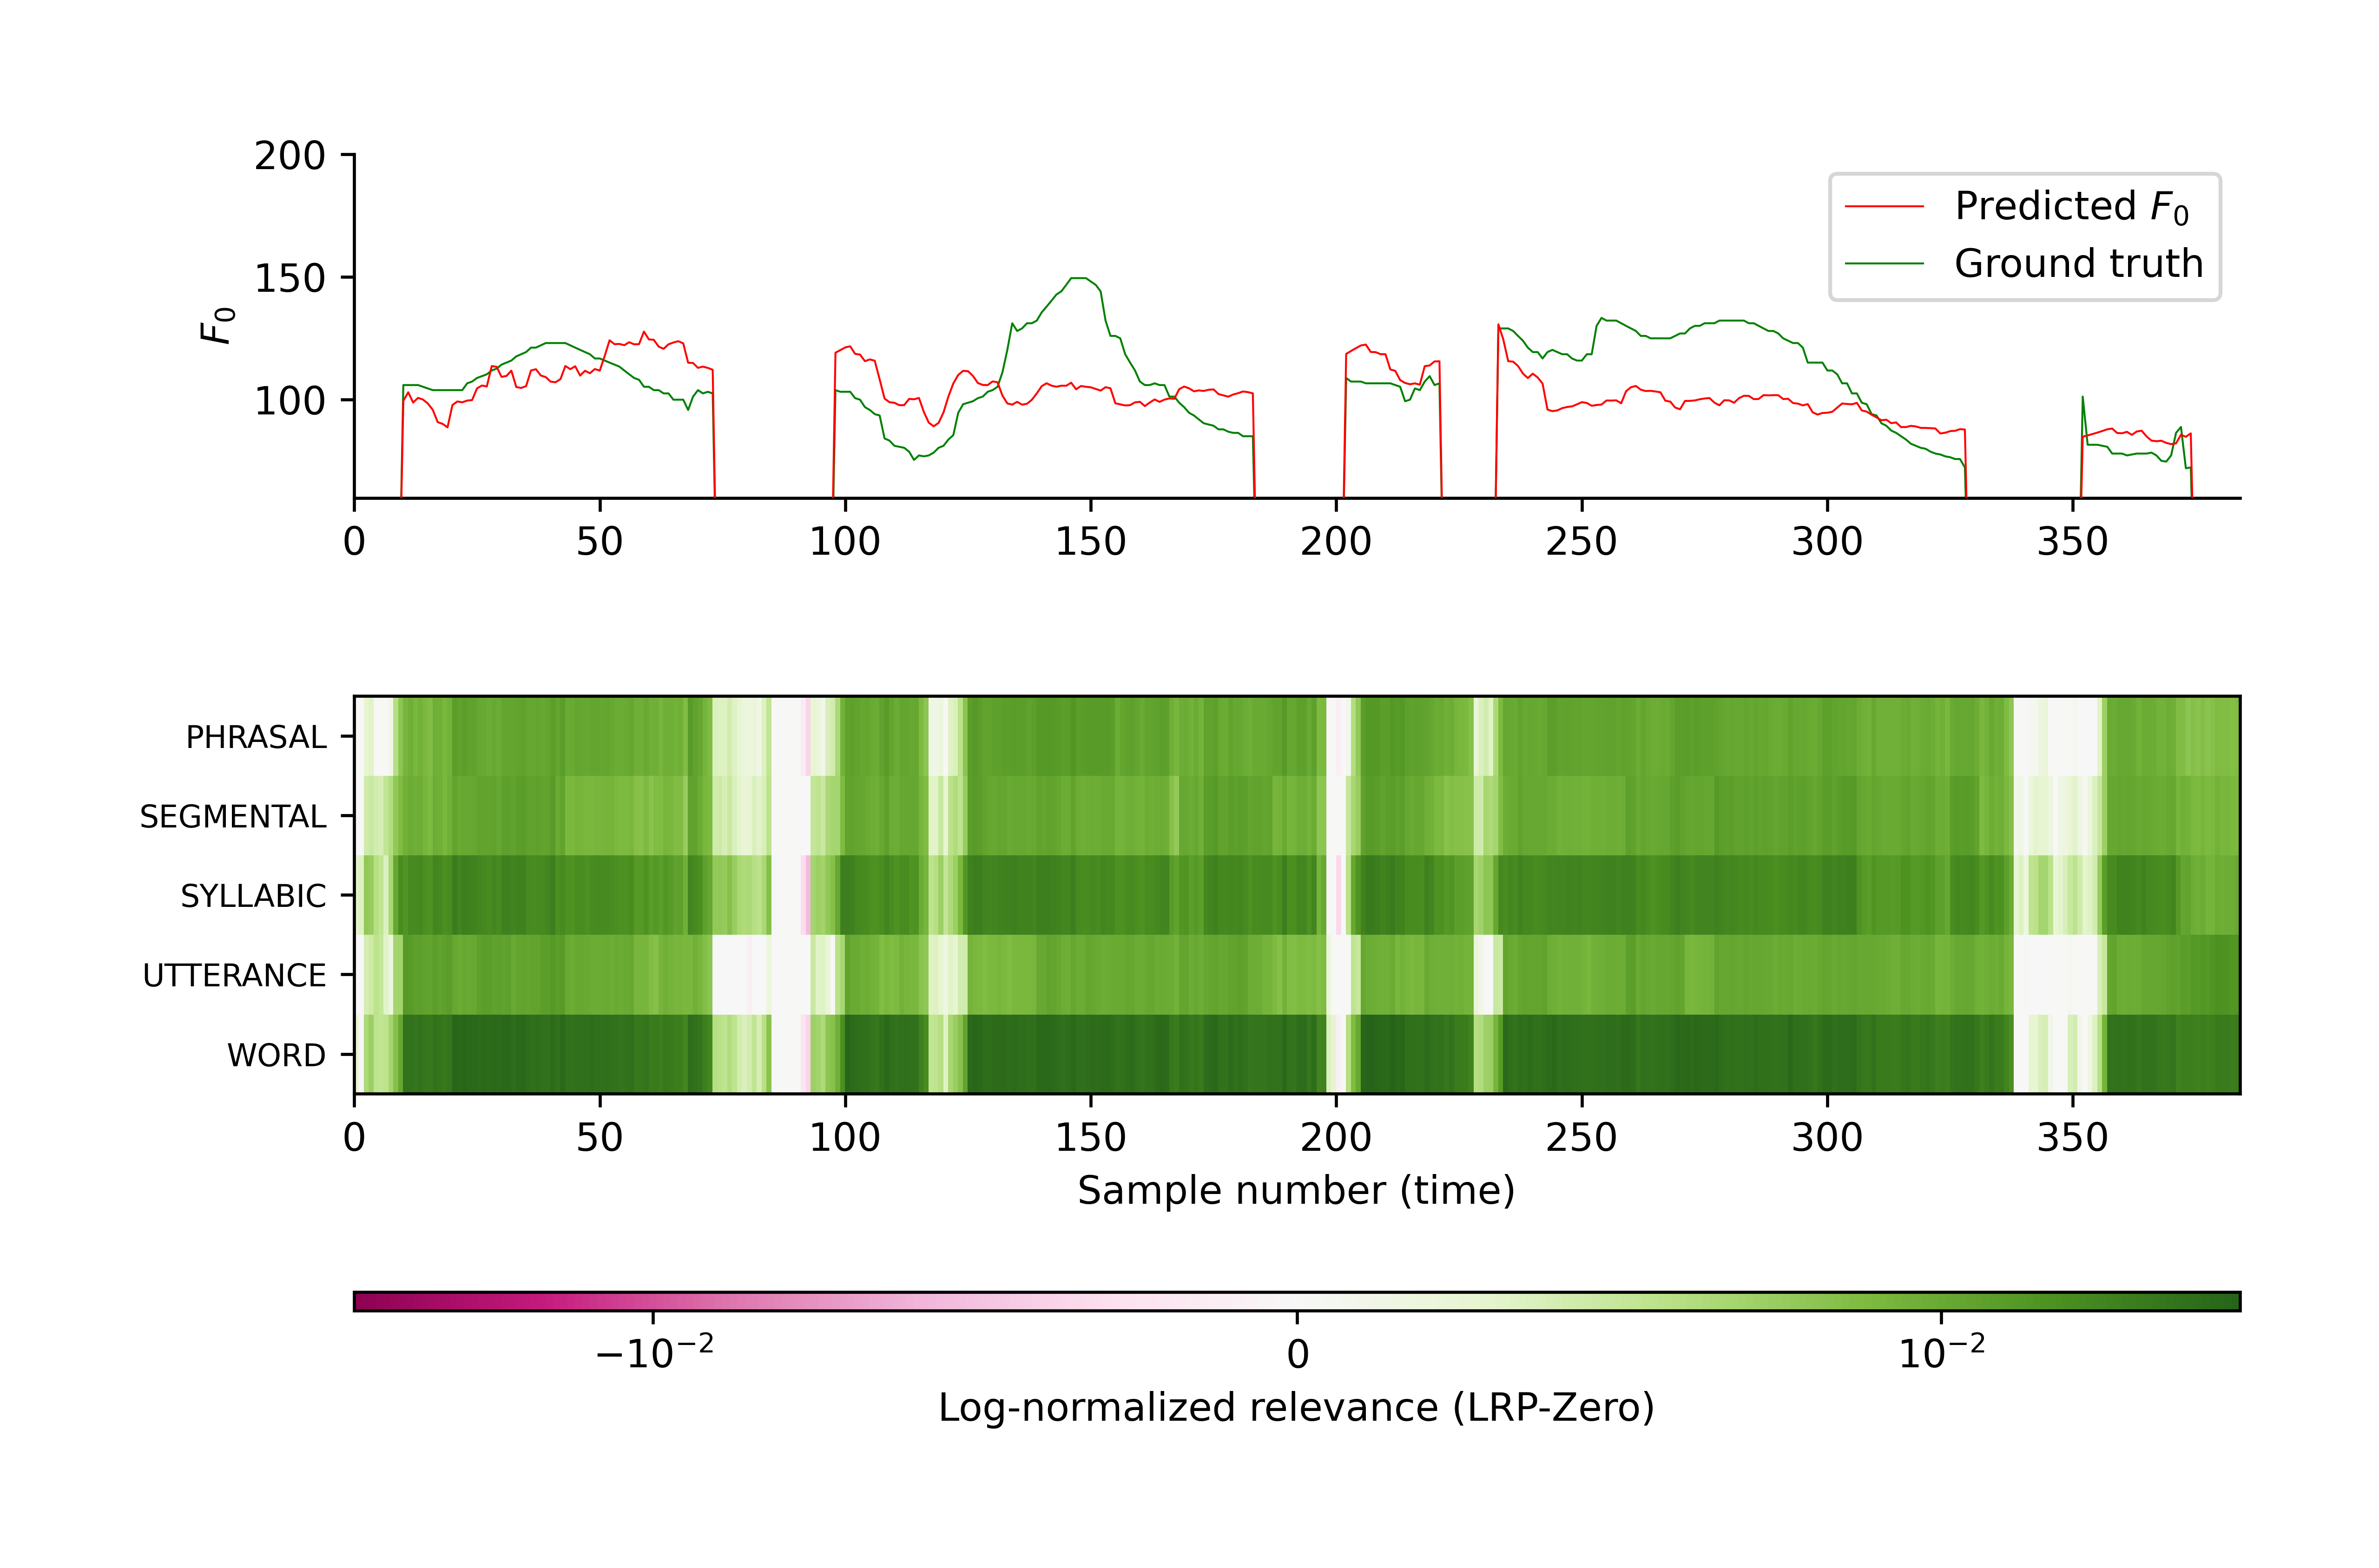 200
150
100
F₀
Predicted F₀
Ground truth
0 50 100 150 200 250 300 350
PHRASAL
SEGMENTAL
SYLLABIC
UTTERANCE
WORD
0 50 100 150 200 250 300 350
Sample number (time)
−10⁻² 0 10⁻²
Log-normalized relevance (LRP-Zero)